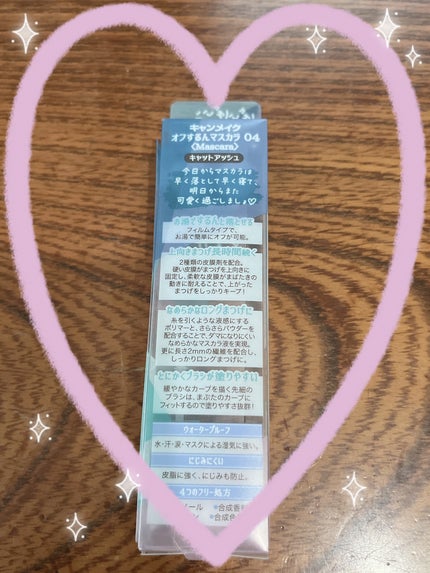 キャンメイク
オフするんマスカラ 04
〈Mascara〉
キャットアッシュ
今日からマスカラは
早く落として早く寝て、
明日からまた
可愛く過ごしましょ♡
お湯でするんと落とせる
フィルムタイプで、
お湯で簡単にオフが可能。
上向きまつげ長時間続く
2種類の皮膜剤を配合。
硬い皮膜がまつげを上向きに
固定し、柔軟な皮膜がまばたきの
動きに耐えることで、上がった
まつげをしっかりキープ！
なめらかなロングまつげに
糸を引くような液感にする
ポリマーと、さらさらパウダーを
配合することで、ダマになりにくい
なめらかなマスカラ液を実現。
更に長さ2mmの繊維を配合し、
しっかりロングまつげに。
とにかくブラシが塗りやすい
緩やかなカーブを描く先細の
ブラシは、まぶたのカーブに
フィットするので塗りやすさ抜群！
ウォータープルーフ
水・汗・涙・マスクによる湿気に強い。
にじみにくい
皮脂に強く、にじみも防止。
4つのフリー処方
ール ＊合成香
ン ＊合成色